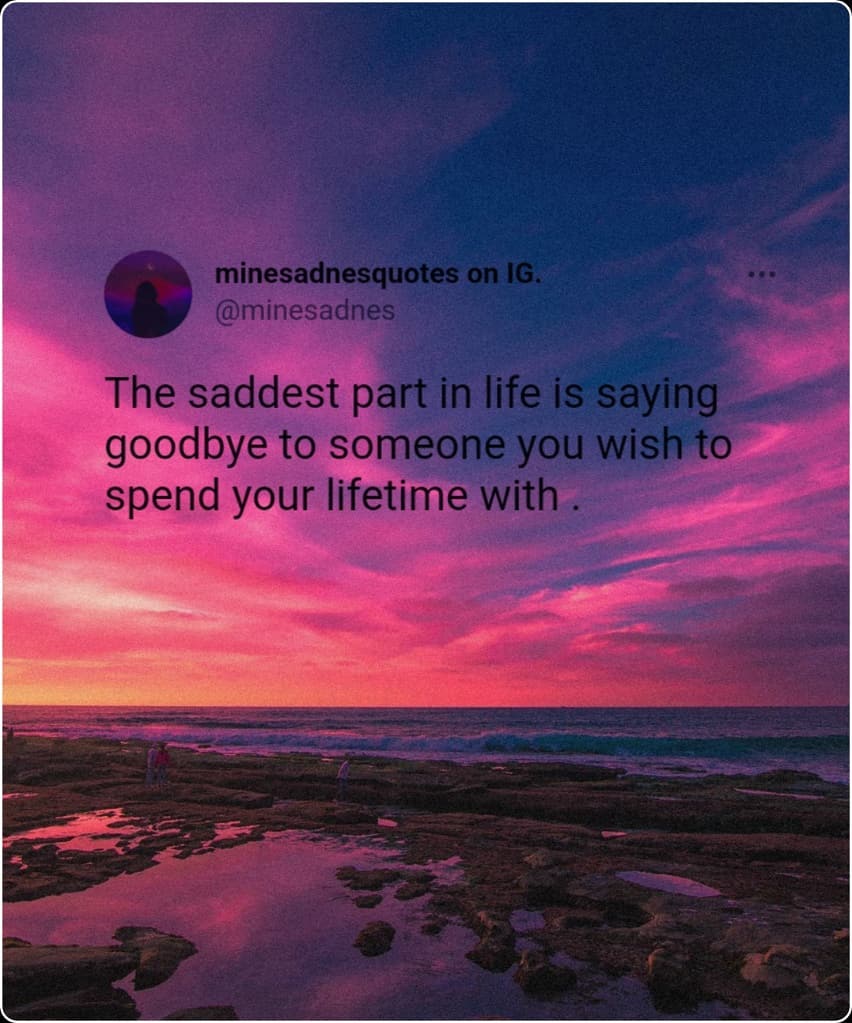 minesadnesquotes on IG.
@minesadnes
The saddest part in life is saying
goodbye to someone you wish to
spend your lifetime with .